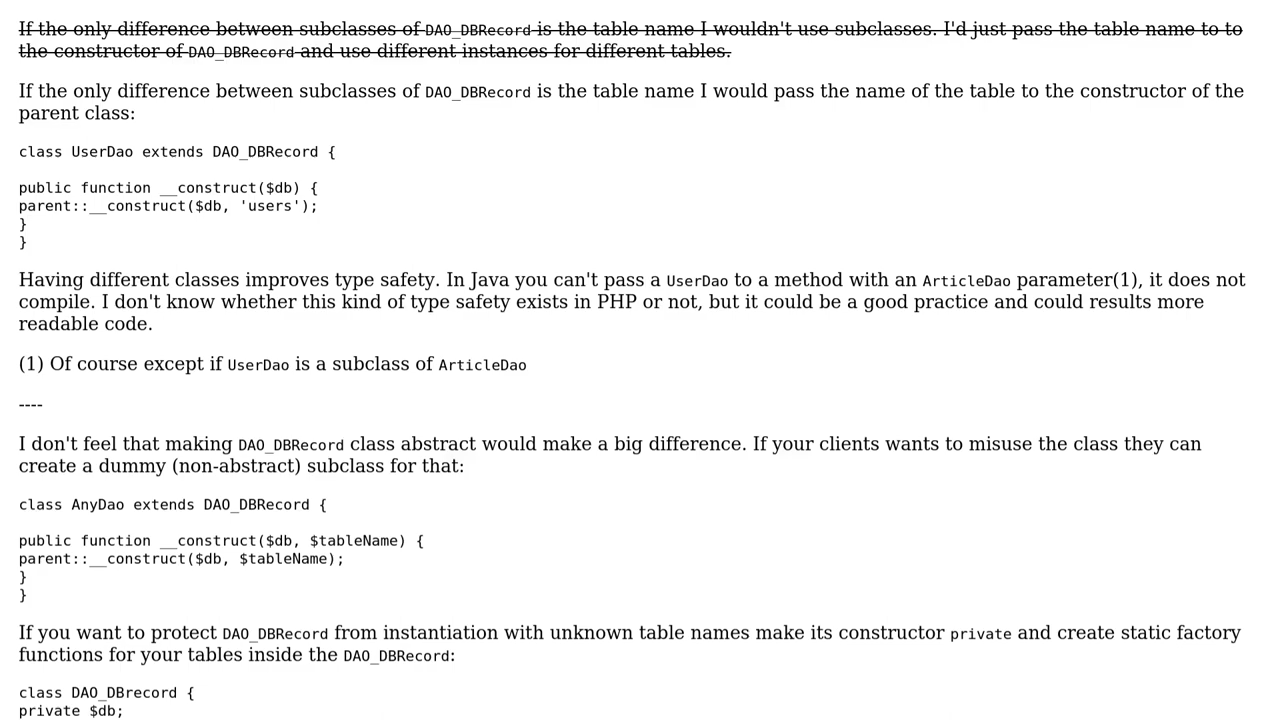 If the only difference between subclasses of DAO_DBRecord is the table name I wouldn't use subclasses. I'd just pass the table name to to
the constructor of DAO_DBRecord and use different instances for different tables.
If the only difference between subclasses of DAO_DBRecord is the table name I would pass the name of the table to the constructor of the
parent class:
class UserDao extends DAO_DBRecord {
public function __construct($db) {
parent::__construct($db, 'users');
}
}
Having different classes improves type safety. In Java you can't pass a UserDao to a method with an ArticleDao parameter(1), it does not
compile. I don't know whether this kind of type safety exists in PHP or not, but it could be a good practice and could results more
readable code.
(1) Of course except if UserDao is a subclass of ArticleDao
----
I don't feel that making DAO_DBRecord class abstract would make a big difference. If your clients wants to misuse the class they can
create a dummy (non-abstract) subclass for that:
class AnyDao extends DAO_DBRecord {
public function __construct($db, $tableName) {
parent::__construct($db, $tableName);
}
}
If you want to protect DAO_DBRecord from instantiation with unknown table names make its constructor private and create static factory
functions for your tables inside the DAO_DBRecord:
class DAO_DBrecord {
private $db;